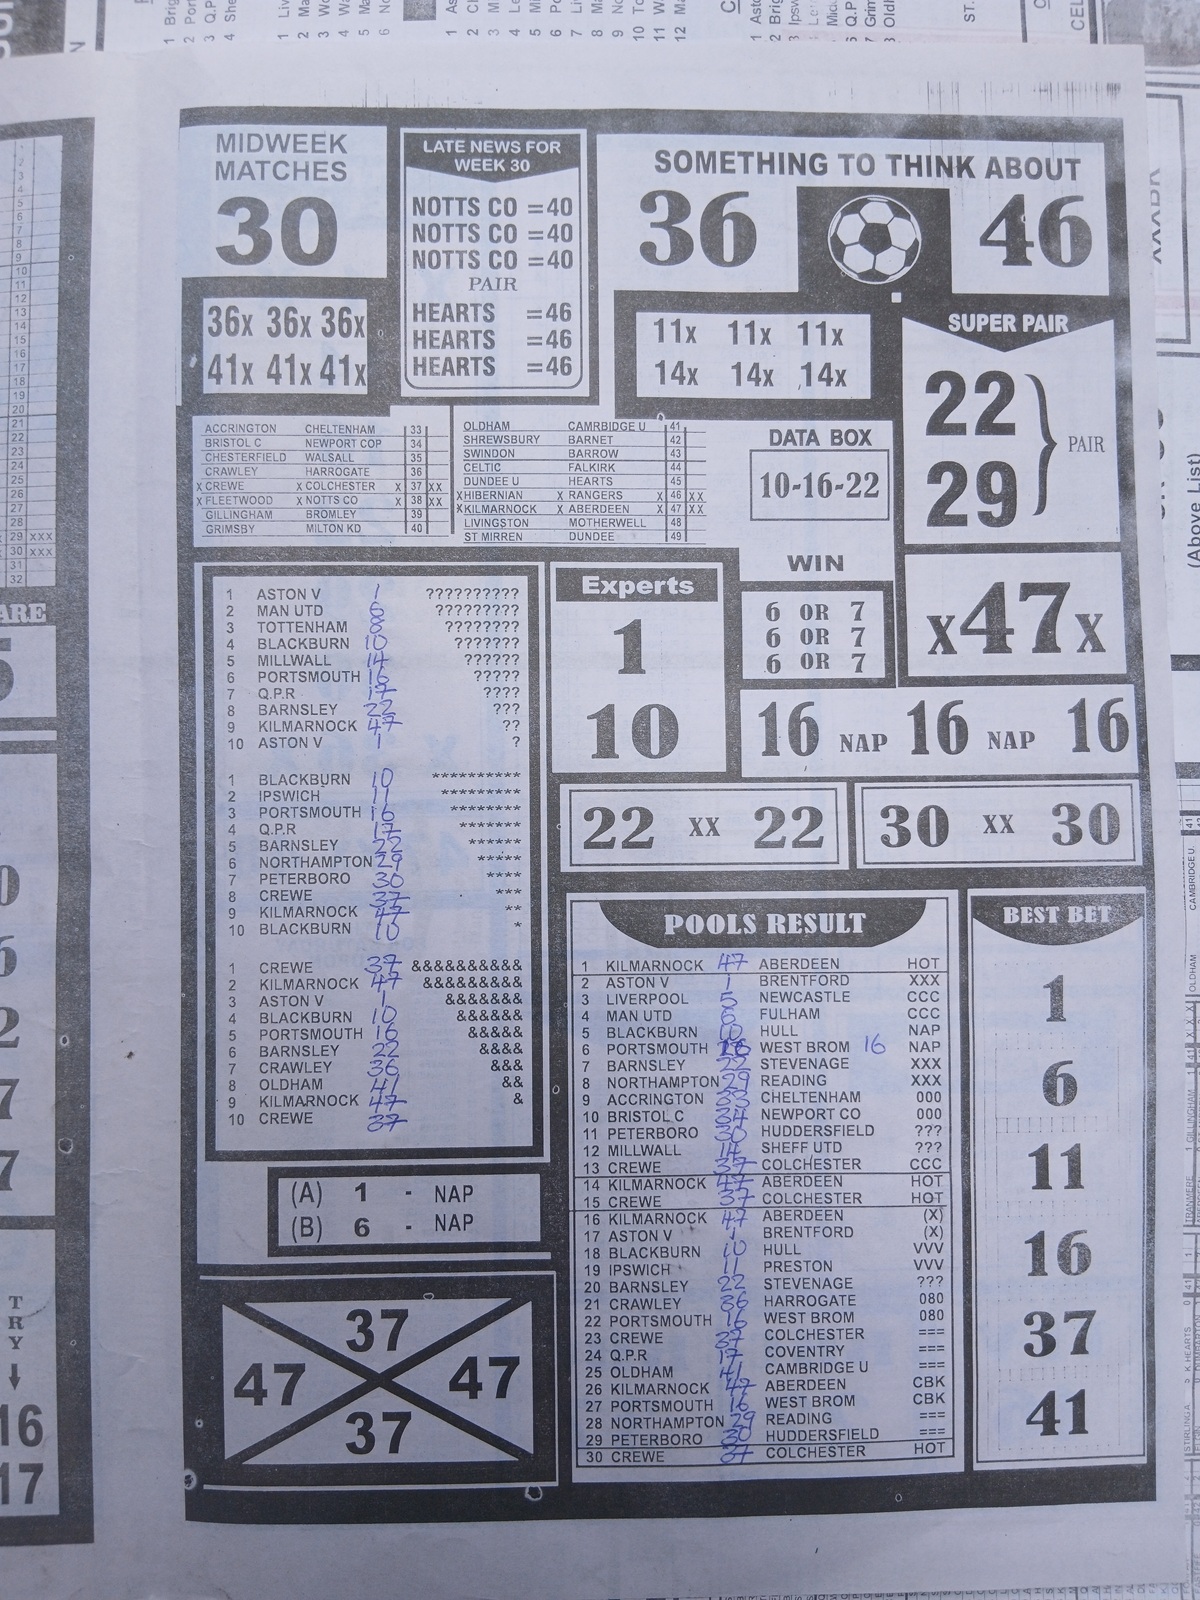 MIDWEEK
MATCHES
30
36x 36x 36x
41x 41x 41x
LATE NEWS FOR
WEEK 30
NOTTS CO =40
NOTTS CO =40
NOTTS CO =40
PAIR
HEARTS =46
HEARTS =46
HEARTS =46
SOMETHING TO THINK ABOUT
36 46
11x 11x 11x
14x 14x 14x
SUPER PAIR
22
29
PAIR
ACCRINGTON CHELTENHAM 33
BRISTOL C NEWPORT COP 34
CHESTERFIELD WALSALL 35
CRAWLEY HARROGATE 36
X CREWE X COLCHESTER X 37 XX
X FLEETWOOD X NOTTS CO X 38 XX
GILLINGHAM BROMLEY 39
GRIMSBY MILTON KD 40
OLDHAM CAMRBIDGE U 41
SHREWSBURY BARNET 42
SWINDON BARROW 43
CELTIC FALKIRK 44
DUNDEE U HEARTS 45
X HIBERNIAN X RANGERS X 46 XX
X KILMARNOCK X ABERDEEN X 47 XX
LIVINGSTON MOTHERWELL 48
ST MIRREN DUNDEE 49
DATA BOX
10-16-22
WIN
6 OR 7
6 OR 7
6 OR 7
X47X
Experts
1
10
16 NAP 16 NAP 16
22 XX 22
30 XX 30
1 ASTON V 1 ??????????
2 MAN UTD 6 ?????????
3 TOTTENHAM 8 ????????
4 BLACKBURN 10 ???????
5 MILLWALL 14 ??????
6 PORTSMOUTH 16 ?????
7 Q.P.R 17 ????
8 BARNSLEY 22 ???
9 KILMARNOCK 47 ??
10 ASTON V 1 ?
1 BLACKBURN 10 **********
2 IPSWICH 11 *********
3 PORTSMOUTH 16 ********
4 Q.P.R 17 *******
5 BARNSLEY 22 ******
6 NORTHAMPTON 29 *****
7 PETERBORO 30 ****
8 CREWE 37 ***
9 KILMARNOCK 47 **
10 BLACKBURN 10 *
1 CREWE 37 &&&&&&&&&&
2 KILMARNOCK 47 &&&&&&&&&
3 ASTON V 1 &&&&&&&
4 BLACKBURN 10 &&&&&&
5 PORTSMOUTH 16 &&&&&
6 BARNSLEY 22 &&&&
7 CRAWLEY 36 &&&
8 OLDHAM 41 &&
9 KILMARNOCK 47 &
10 CREWE 37
(A) 1 - NAP
(B) 6 - NAP
37
47 47
37
POOLS RESULT
1 KILMARNOCK 47 ABERDEEN HOT
2 ASTON V 1 BRENTFORD XXX
3 LIVERPOOL 5 NEWCASTLE CCC
4 MAN UTD 6 FULHAM CCC
5 BLACKBURN 10 HULL NAP
6 PORTSMOUTH WEST BROM 16 NAP
7 BARNSLEY 22 STEVENAGE XXX
8 NORTHAMPTON 29 READING XXX
9 ACCRINGTON 33 CHELTENHAM 000
10 BRISTOL C 34 NEWPORT CO 000
11 PETERBORO 30 HUDDERSFIELD ???
12 MILLWALL 14 SHEFF UTD ???
13 CREWE 37 COLCHESTER CCC
14 KILMARNOCK 47 ABERDEEN HOT
15 CREWE 37 COLCHESTER HOT
16 KILMARNOCK 47 ABERDEEN (X)
17 ASTON V 1 BRENTFORD (X)
18 BLACKBURN 10 HULL VVV
19 IPSWICH 11 PRESTON VVV
20 BARNSLEY 22 STEVENAGE ???
21 CRAWLEY 36 HARROGATE 080
22 PORTSMOUTH 16 WEST BROM 080
23 CREWE 37 COLCHESTER ===
24 Q.P.R 17 COVENTRY ===
25 OLDHAM 41 CAMBRIDGE U ===
26 KILMARNOCK 47 ABERDEEN CBK
27 PORTSMOUTH 16 WEST BROM CBK
28 NORTHAMPTON 29 READING ===
29 PETERBORO 30 HUDDERSFIELD ===
30 CREWE 37 COLCHESTER HOT
BEST BET
1
6
11
16
37
41
TRY
16
17
(Above List)